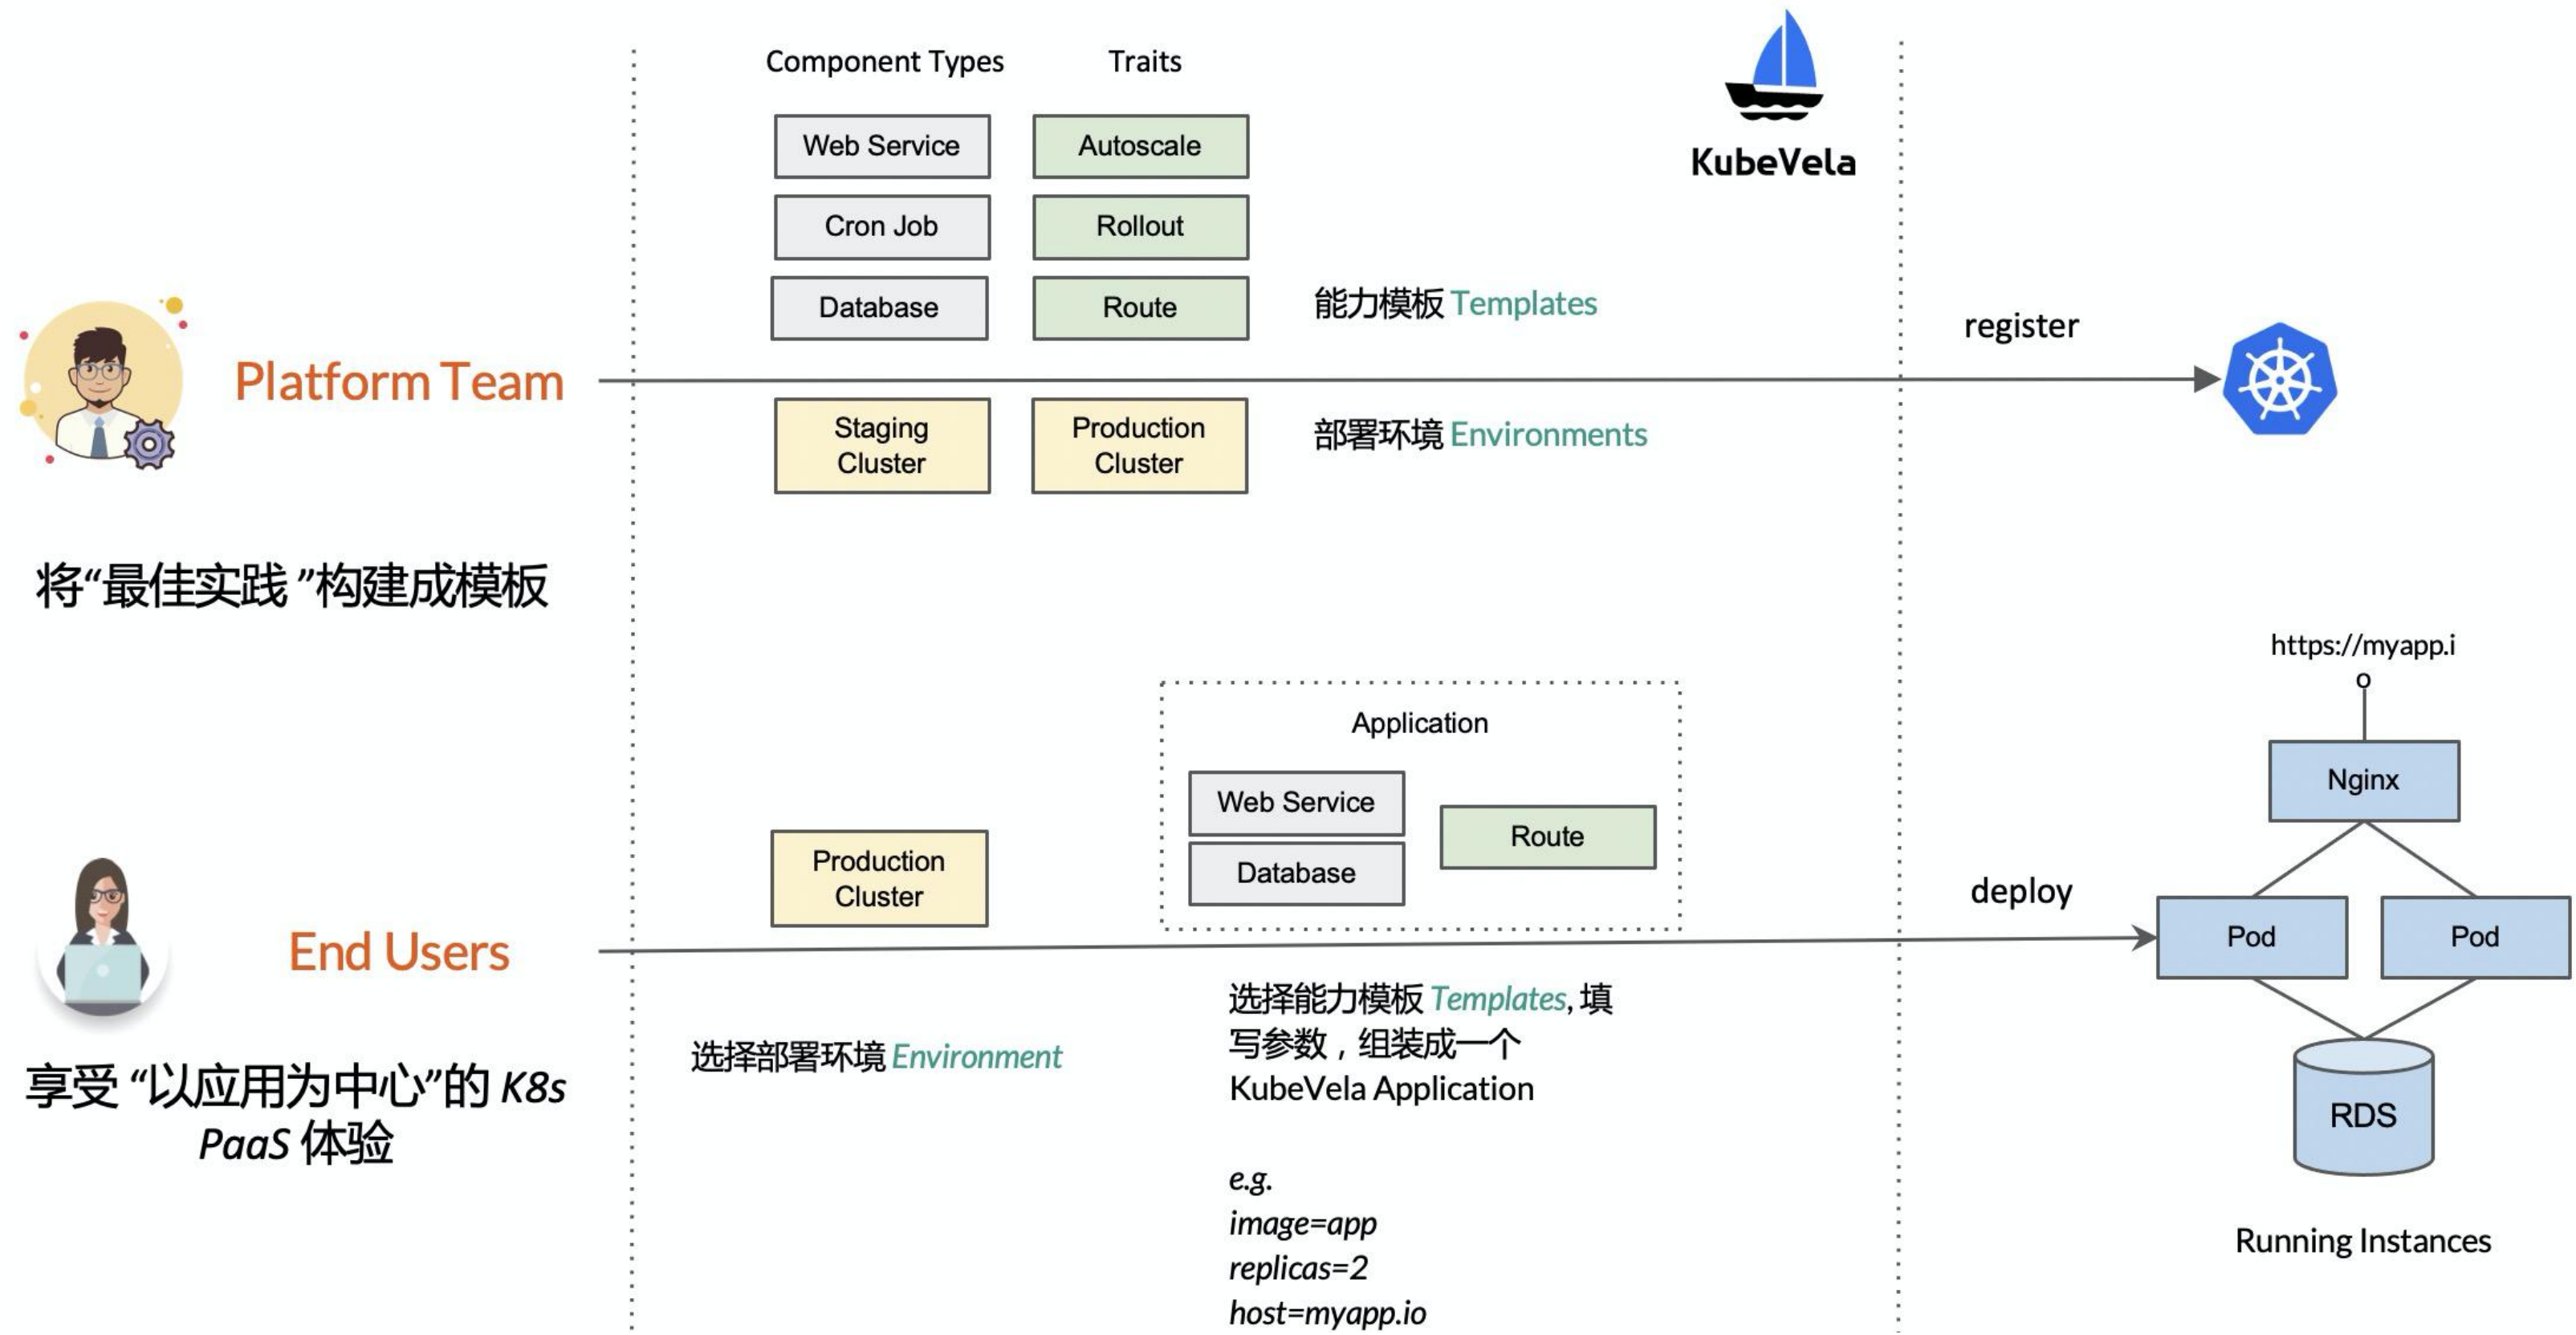 Component Types
Traits
KubeVela
Web Service
Autoscale
Cron Job
Rollout
Database
Route
能力模板 Templates
register
Platform Team
Staging
Cluster
Production
Cluster
部署环境 Environments
将“最佳实践 ”构建成模板
https://myapp.i
o
Application
Nginx
Web Service
Route
Database
Production
Cluster
deploy
Pod
Pod
End Users
选择能力模板 Templates, 填
写参数，组装成一个
KubeVela Application
选择部署环境 Environment
享受 “以应用为中心”的 K8s
PaaS 体验
RDS
e.g.
image=app
replicas=2
host=myapp.io
Running Instances